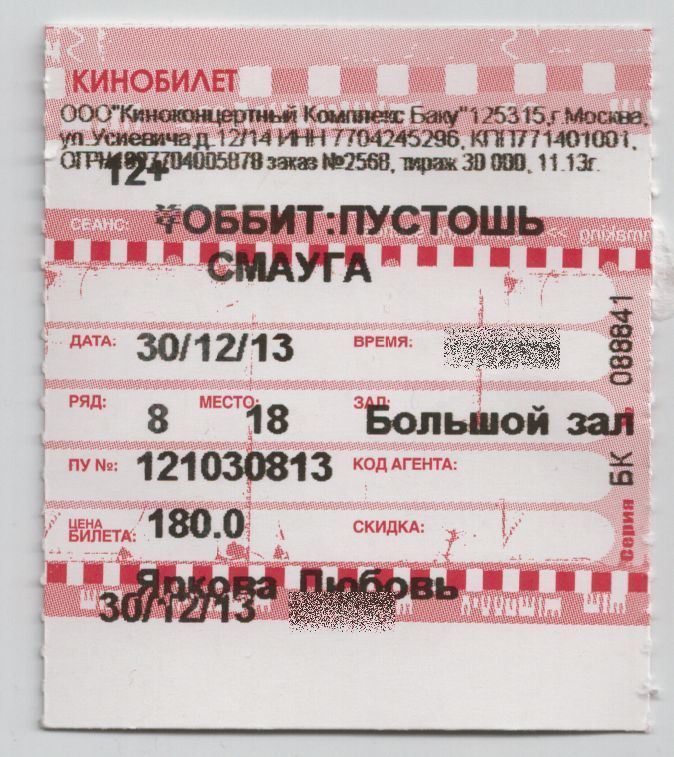 КИНОБИЛЕТ
ООО"Киноконцертный Комплекс Баку"125315,г Москва,
ул.Усиевича,д.12/14 ИНН 7704245296, КПП771401001,
заказ №2568, тираж 30 000, 11.13г.
12+
СЕАНС:
ОББИТ:ПУСТОШЬ
СМАУГА
ДАТА: 30/12/13 ВРЕМЯ:
РЯД: 8 МЕСТО: 18 ЗАЛ: Большой зал
ПУ №: 121030813 КОД АГЕНТА:
ЦЕНА
БИЛЕТА: 180.0 СКИДКА:
Яркова Любовь
30/12/13
Серия БК 088841